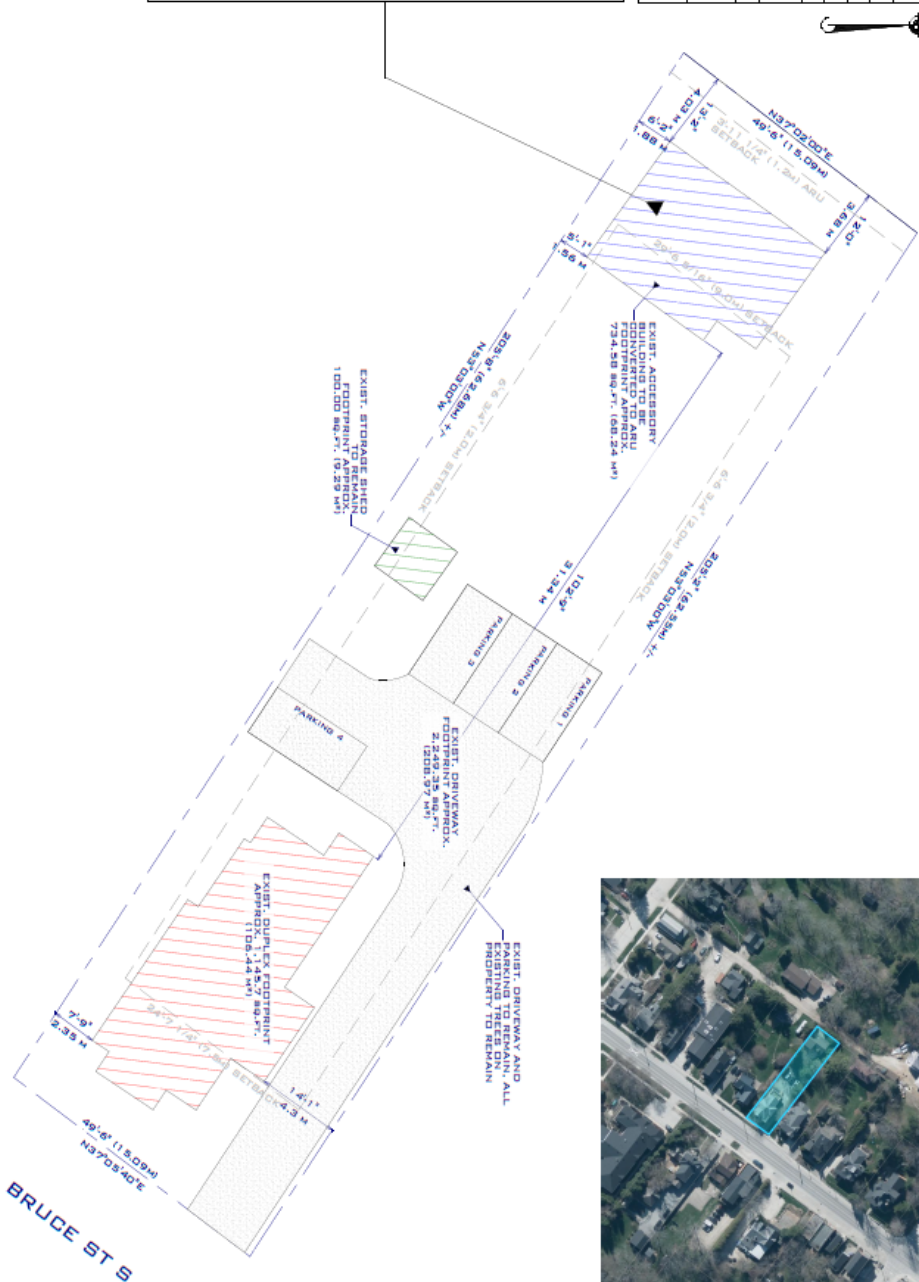 N37°02'00"E
49'-6" (15.09M)
3'-11 1/4" (1.2M) ARU
SETBACK
13'-2"
4.03 M
6'-2"
1.88 M
12'-0"
3.68 M
5'-1"
1.56 M
29'-6 5/16" (9.0M) SETBACK
EXIST. ACCESSORY
BUILDING TO BE
CONVERTED TO ARU
FOOTPRINT APPROX.
734.58 SQ.FT. (68.24 M²)
205'-8" (62.68M) +/-
N53°03'00"W
6'-6 3/4" (2.0M) SETBACK
6'-6 3/4" (2.0M) SETBACK
205'-2" (62.55M) +/-
N53°03'00"W
EXIST. STORAGE SHED
TO REMAIN
FOOTPRINT APPROX.
100.00 SQ.FT. (9.29 M²)
102'-9"
31.34 M
PARKING 1
PARKING 2
PARKING 3
PARKING 4
EXIST. DRIVEWAY
FOOTPRINT APPROX.
2,249.35 SQ.FT.
(208.97 M²)
EXIST. DUPLEX FOOTPRINT
APPROX. 1,145.7 SQ.FT.
(106.44 M²)
EXIST. DRIVEWAY AND
PARKING TO REMAIN. ALL
EXISTING TREES ON
PROPERTY TO REMAIN
7'-9"
2.35 M
SETBACK
14'-1"
4.3 M
49'-6" (15.09M)
N37°05'40"E
BRUCE ST S